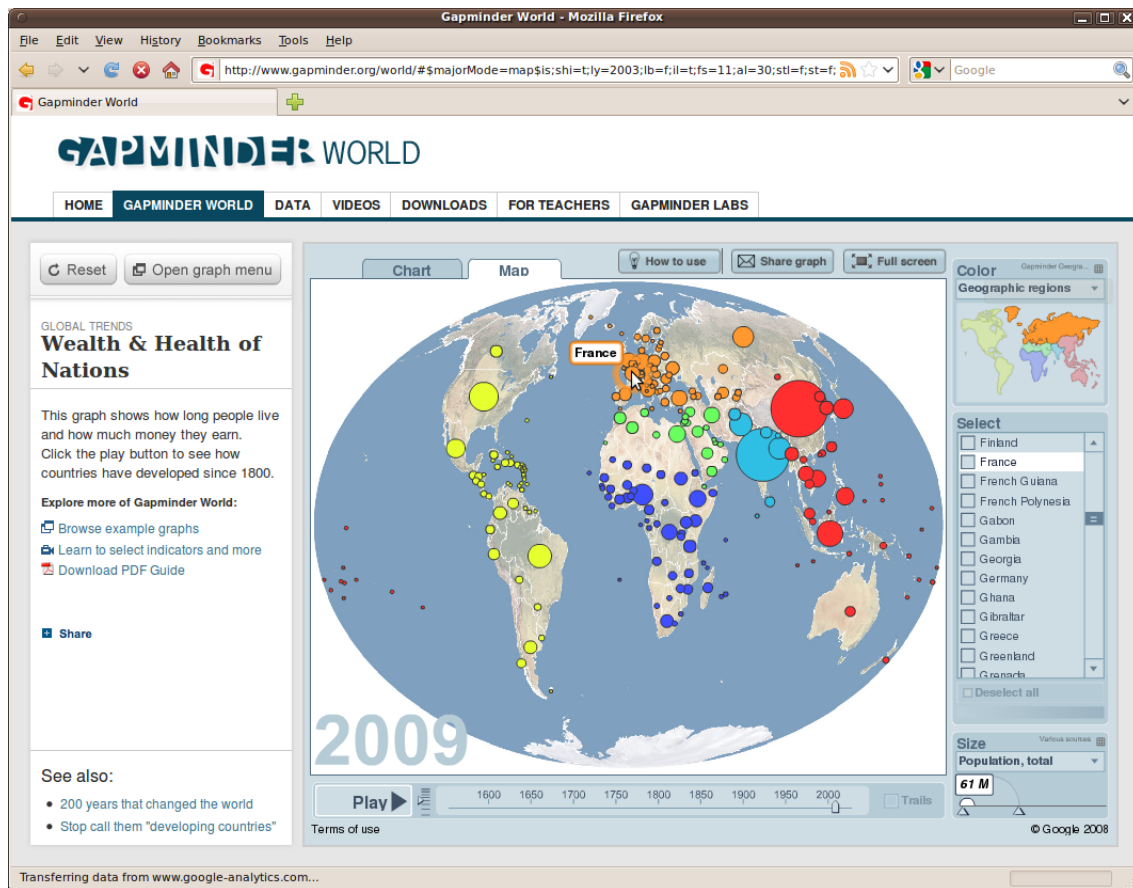 Gapminder World - Mozilla Firefox
File Edit View History Bookmarks Tools Help
http://www.gapminder.org/world/#$majorMode=map$is;shi=t;ly=2003;lb=f;il=t;fs=11;al=30;stl=f;st=f;
Google
Gapminder World
GAPMINDER WORLD
HOME GAPMINDER WORLD DATA VIDEOS DOWNLOADS FOR TEACHERS GAPMINDER LABS
Reset Open graph menu
GLOBAL TRENDS
Wealth & Health of
Nations
This graph shows how long people live
and how much money they earn.
Click the play button to see how
countries have developed since 1800.
Explore more of Gapminder World:
Browse example graphs
Learn to select indicators and more
Download PDF Guide
Share
See also:
200 years that changed the world
Stop call them "developing countries"
Chart Map
How to use Share graph Full screen
France
2009
Play 1600 1650 1700 1750 1800 1850 1900 1950 2000 Trails
Terms of use
© Google 2008
Color Gapminder Geogra...
Geographic regions
Select
Finland
France
French Guiana
French Polynesia
Gabon
Gambia
Georgia
Germany
Ghana
Gibraltar
Greece
Greenland
Grenada
Deselect all
Size Various sources
Population, total
61 M
Transferring data from www.google-analytics.com...